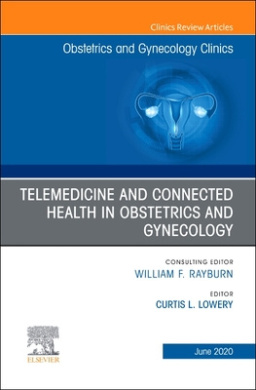 Clinics Review Articles
Obstetrics and Gynecology Clinics
TELEMEDICINE AND CONNECTED
HEALTH IN OBSTETRICS AND
GYNECOLOGY
CONSULTING EDITOR
WILLIAM F. RAYBURN
EDITOR
CURTIS L. LOWERY
ELSEVIER
June 2020